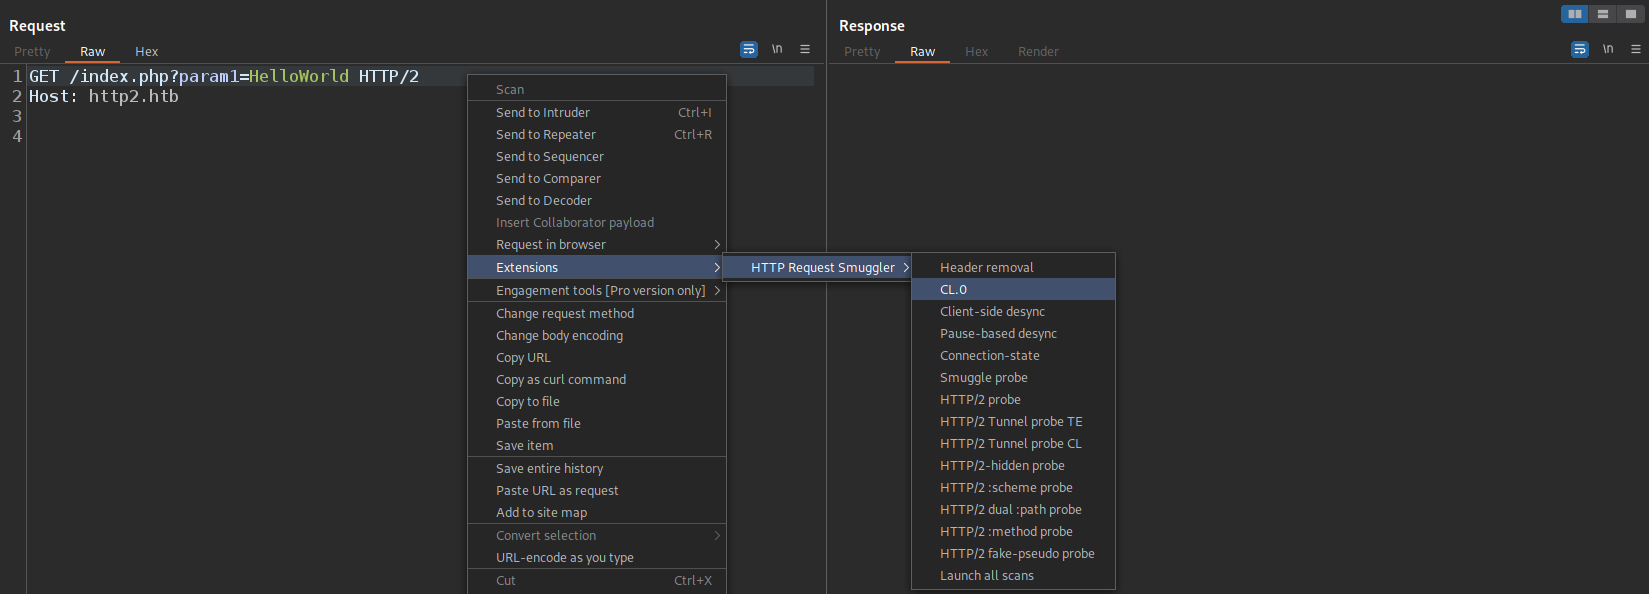 Request
Pretty Raw Hex
\n
1 GET /index.php?param1=HelloWorld HTTP/2
2 Host: http2.htb
3
4
Scan
Send to Intruder Ctrl+I
Send to Repeater Ctrl+R
Send to Sequencer
Send to Comparer
Send to Decoder
Insert Collaborator payload
Request in browser
Extensions
Engagement tools [Pro version only]
Change request method
Change body encoding
Copy URL
Copy as curl command
Copy to file
Paste from file
Save item
Save entire history
Paste URL as request
Add to site map
Convert selection
URL-encode as you type
Cut Ctrl+X
HTTP Request Smuggler
Header removal
CL.0
Client-side desync
Pause-based desync
Connection-state
Smuggle probe
HTTP/2 probe
HTTP/2 Tunnel probe TE
HTTP/2 Tunnel probe CL
HTTP/2-hidden probe
HTTP/2 :scheme probe
HTTP/2 dual :path probe
HTTP/2 :method probe
HTTP/2 fake-pseudo probe
Launch all scans
Response
Pretty Raw Hex Render
\n